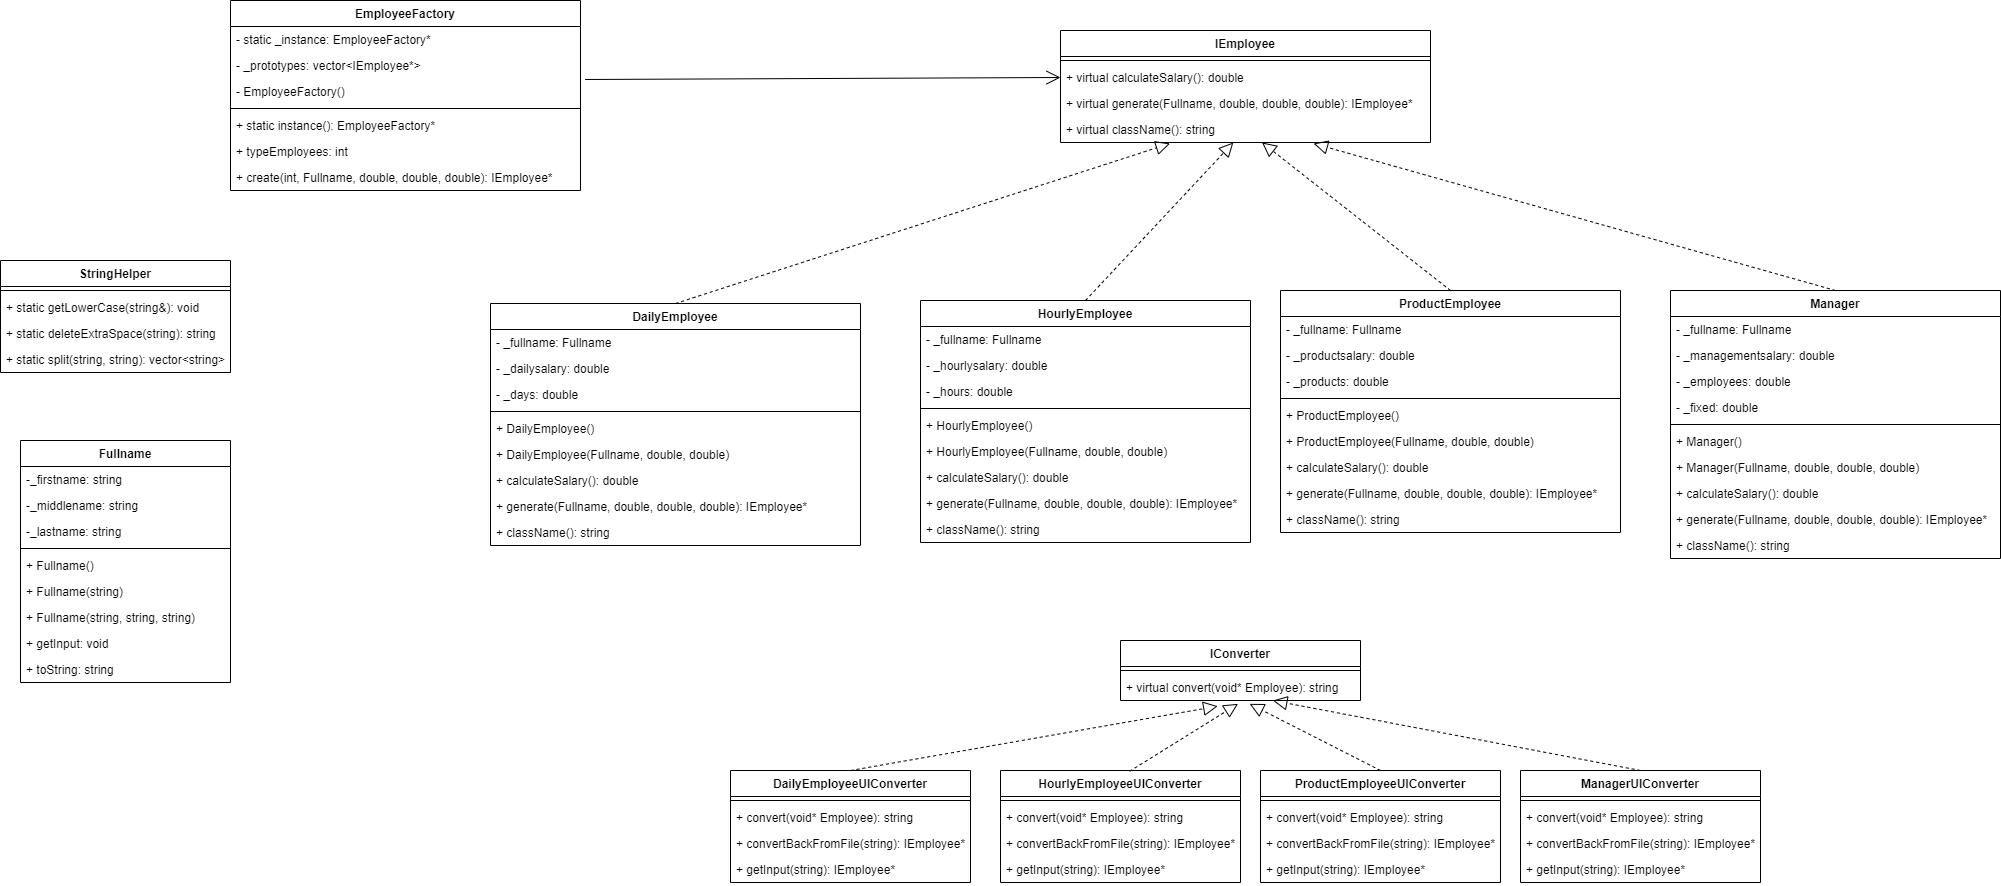 EmployeeFactory
- static _instance: EmployeeFactory*
- _prototypes: vector<IEmployee*>
- EmployeeFactory()
+ static instance(): EmployeeFactory*
+ typeEmployees: int
+ create(int, Fullname, double, double, double): IEmployee*
IEmployee
+ virtual calculateSalary(): double
+ virtual generate(Fullname, double, double, double): IEmployee*
+ virtual className(): string
StringHelper
+ static getLowerCase(string&): void
+ static deleteExtraSpace(string): string
+ static split(string, string): vector<string>
Fullname
-_firstname: string
-_middlename: string
-_lastname: string
+ Fullname()
+ Fullname(string)
+ Fullname(string, string, string)
+ getInput: void
+ toString: string
DailyEmployee
- _fullname: Fullname
- _dailysalary: double
- _days: double
+ DailyEmployee()
+ DailyEmployee(Fullname, double, double)
+ calculateSalary(): double
+ generate(Fullname, double, double, double): IEmployee*
+ className(): string
HourlyEmployee
- _fullname: Fullname
- _hourlysalary: double
- _hours: double
+ HourlyEmployee()
+ HourlyEmployee(Fullname, double, double)
+ calculateSalary(): double
+ generate(Fullname, double, double, double): IEmployee*
+ className(): string
ProductEmployee
- _fullname: Fullname
- _productsalary: double
- _products: double
+ ProductEmployee()
+ ProductEmployee(Fullname, double, double)
+ calculateSalary(): double
+ generate(Fullname, double, double, double): IEmployee*
+ className(): string
Manager
- _fullname: Fullname
- _managementsalary: double
- _employees: double
- _fixed: double
+ Manager()
+ Manager(Fullname, double, double, double)
+ calculateSalary(): double
+ generate(Fullname, double, double, double): IEmployee*
+ className(): string
IConverter
+ virtual convert(void* Employee): string
DailyEmployeeUIConverter
+ convert(void* Employee): string
+ convertBackFromFile(string): IEmployee*
+ getInput(string): IEmployee*
HourlyEmployeeUIConverter
+ convert(void* Employee): string
+ convertBackFromFile(string): IEmployee*
+ getInput(string): IEmployee*
ProductEmployeeUIConverter
+ convert(void* Employee): string
+ convertBackFromFile(string): IEmployee*
+ getInput(string): IEmployee*
ManagerUIConverter
+ convert(void* Employee): string
+ convertBackFromFile(string): IEmployee*
+ getInput(string): IEmployee*